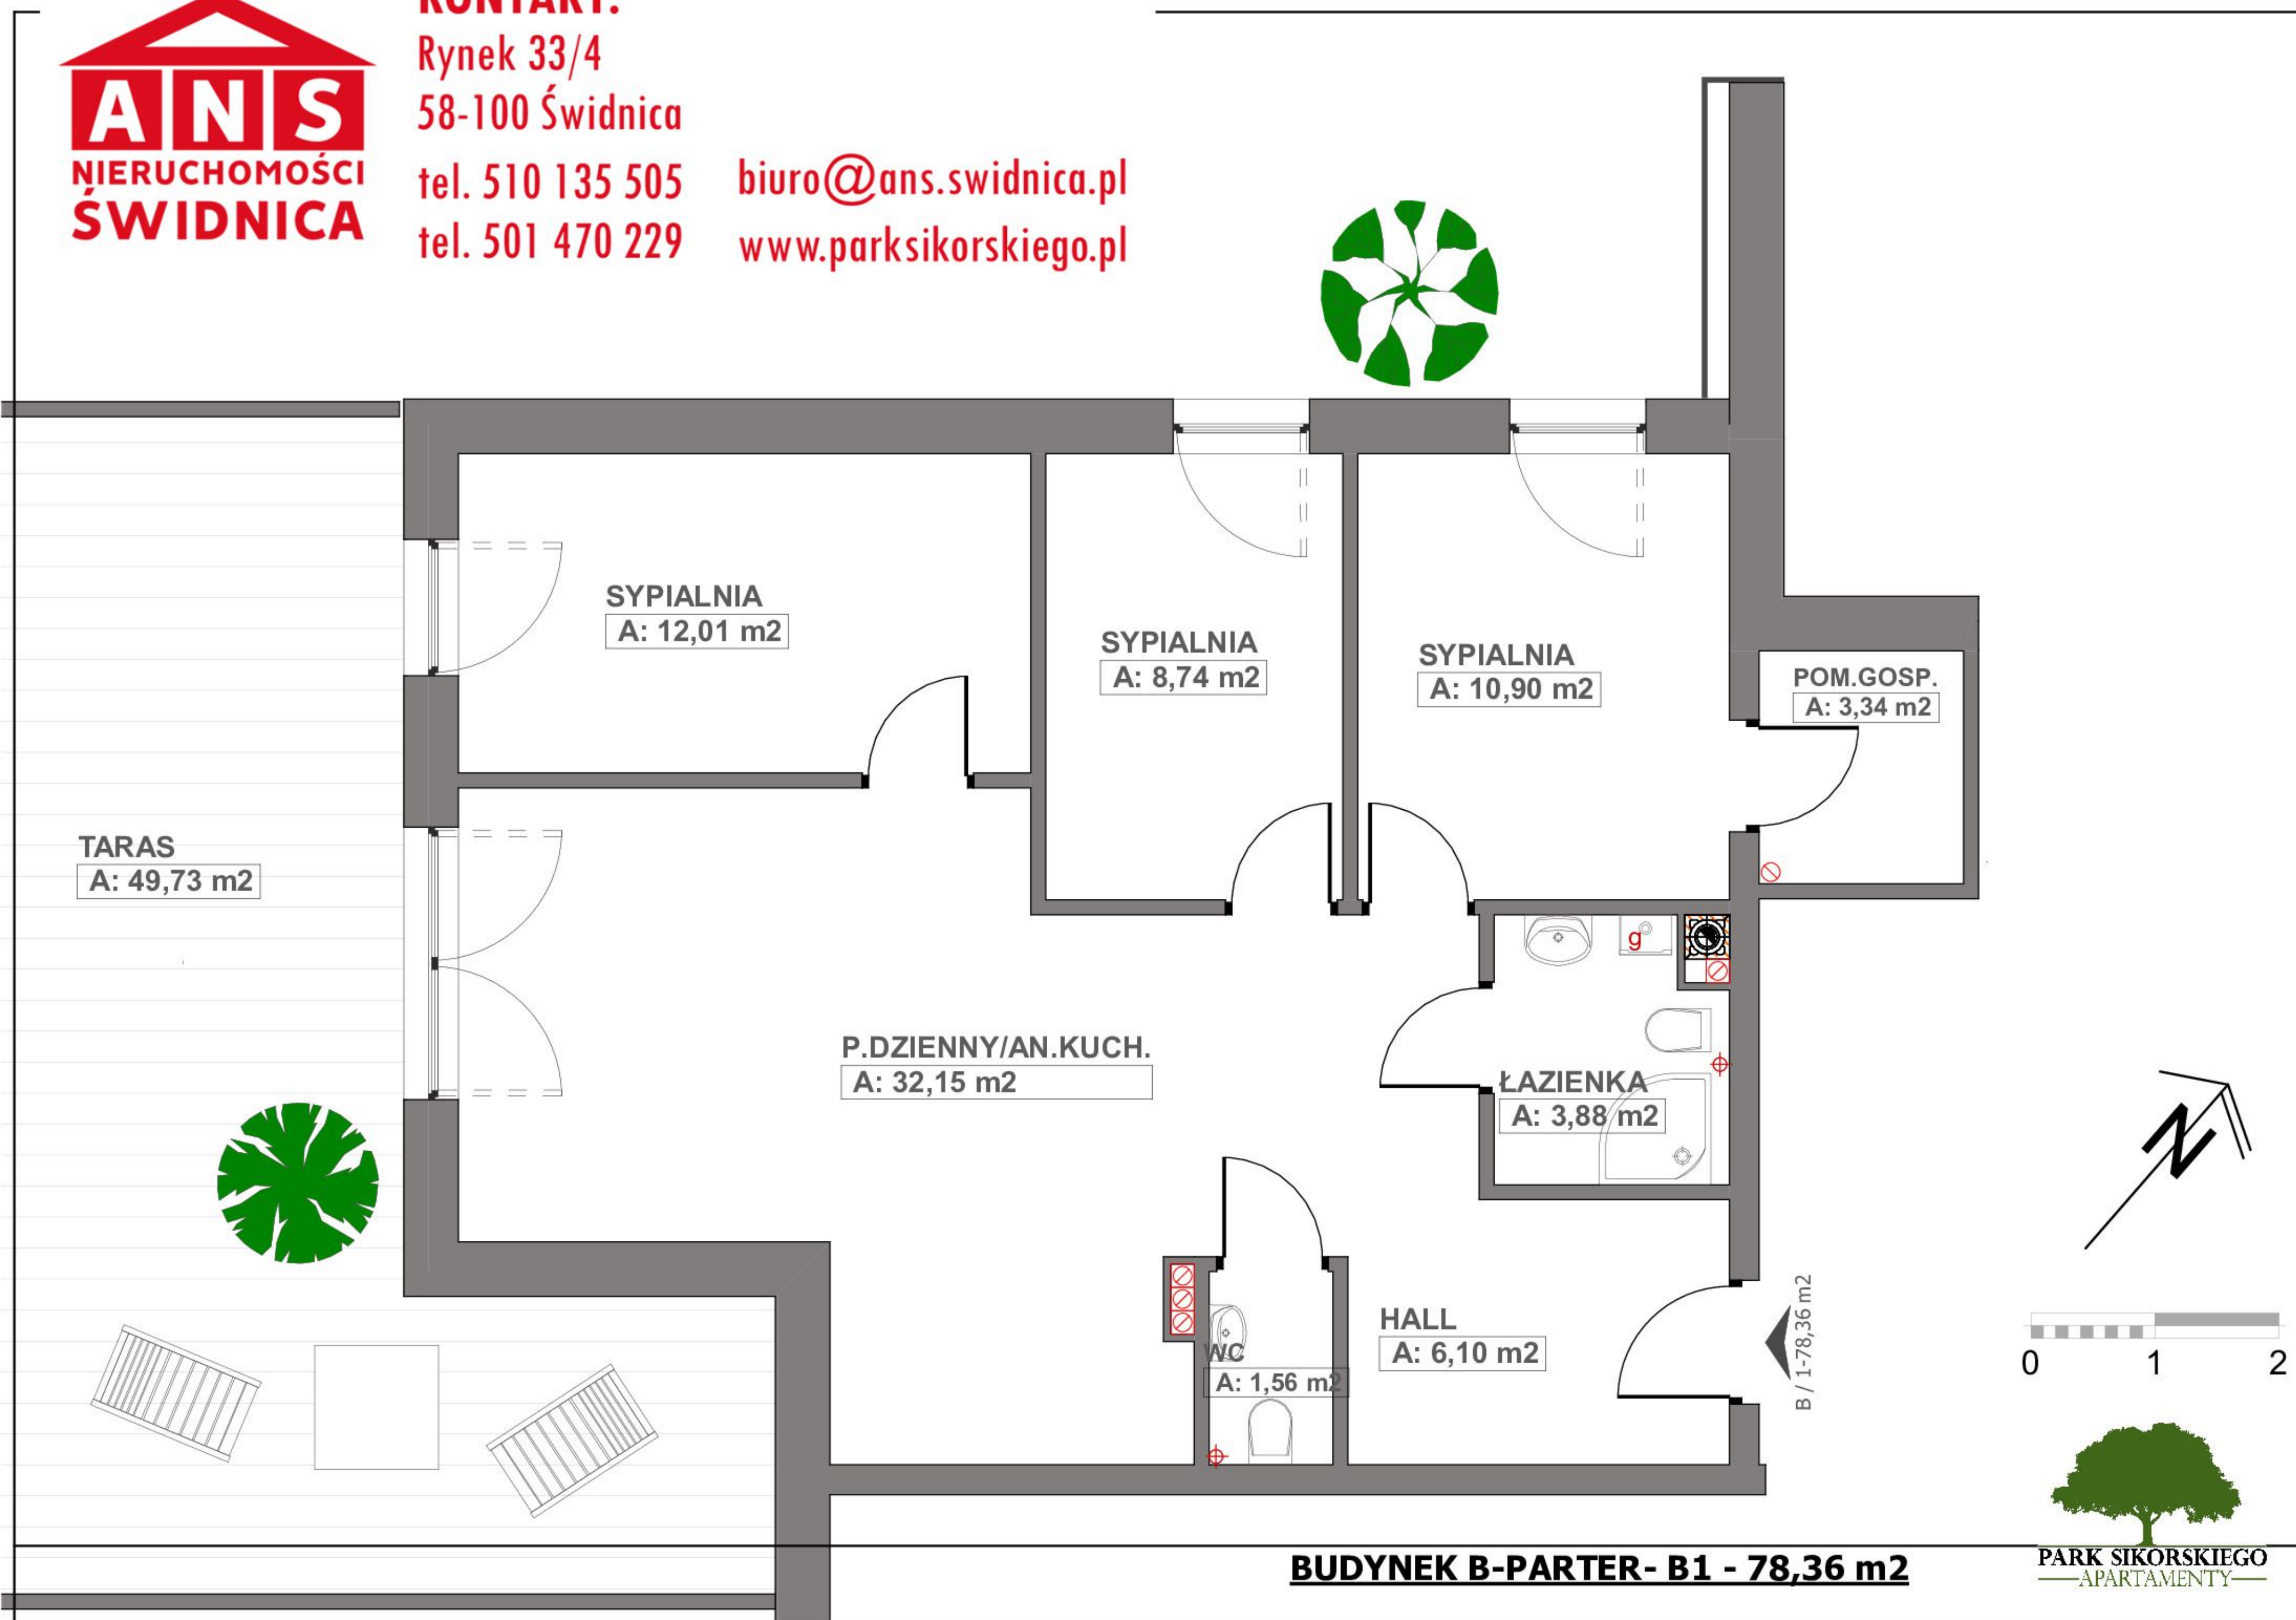 KONTAKT:
Rynek 33/4
58-100 Świdnica
tel. 510 135 505
tel. 501 470 229
biuro@ans.swidnica.pl
www.parksikorskiego.pl
ANS
NIERUCHOMOŚCI
ŚWIDNICA
SYPIALNIA
A: 12,01 m2
SYPIALNIA
A: 8,74 m2
SYPIALNIA
A: 10,90 m2
POM.GOSP.
A: 3,34 m2
TARAS
A: 49,73 m2
g
P.DZIENNY/AN.KUCH.
A: 32,15 m2
ŁAZIENKA
A: 3,88 m2
N
HALL
A: 6,10 m2
WC
A: 1,56 m2
B / 1-78,36 m2
0 1 2
BUDYNEK B-PARTER- B1 - 78,36 m2
PARK SIKORSKIEGO
APARTAMENTY